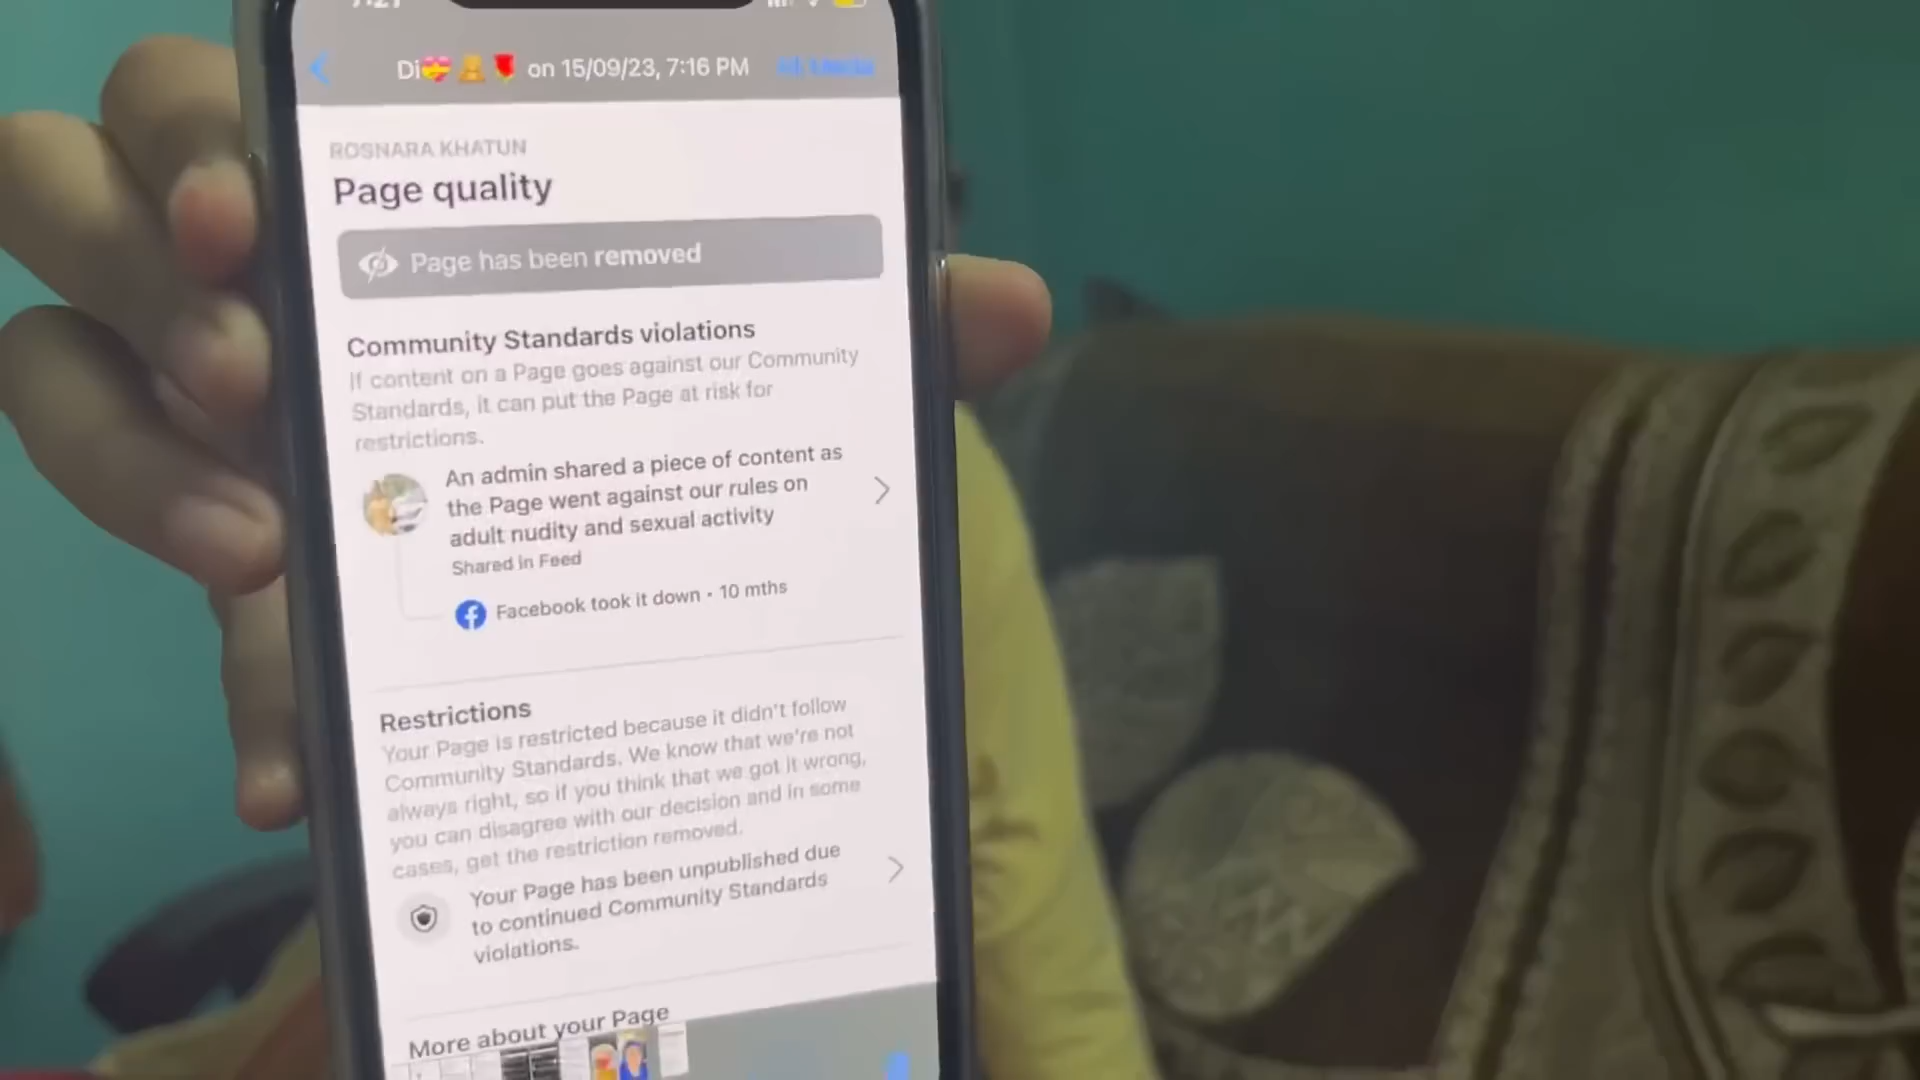 7:21
Di💝🧸🌹 on 15/09/23, 7:16 PM
ROSNARA KHATUN
Page quality
Page has been removed
Community Standards violations
If content on a Page goes against our Community
Standards, it can put the Page at risk for
restrictions.
An admin shared a piece of content as
the Page went against our rules on
adult nudity and sexual activity
Shared in Feed
Facebook took it down · 10 mths
Restrictions
Your Page is restricted because it didn't follow
Community Standards. We know that we're not
always right, so if you think that we got it wrong,
you can disagree with our decision and in some
cases, get the restriction removed.
Your Page has been unpublished due
to continued Community Standards
violations.
More about your Page